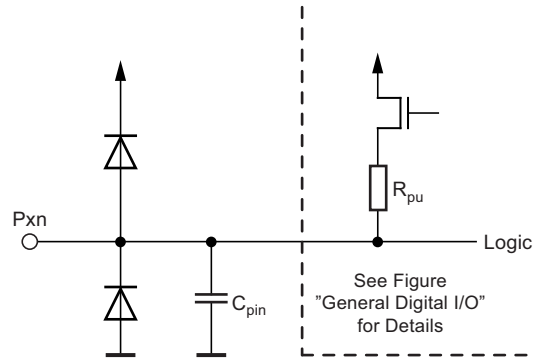 Pxn
Rpu
Logic
Cpin
See Figure
"General Digital I/O"
for Details